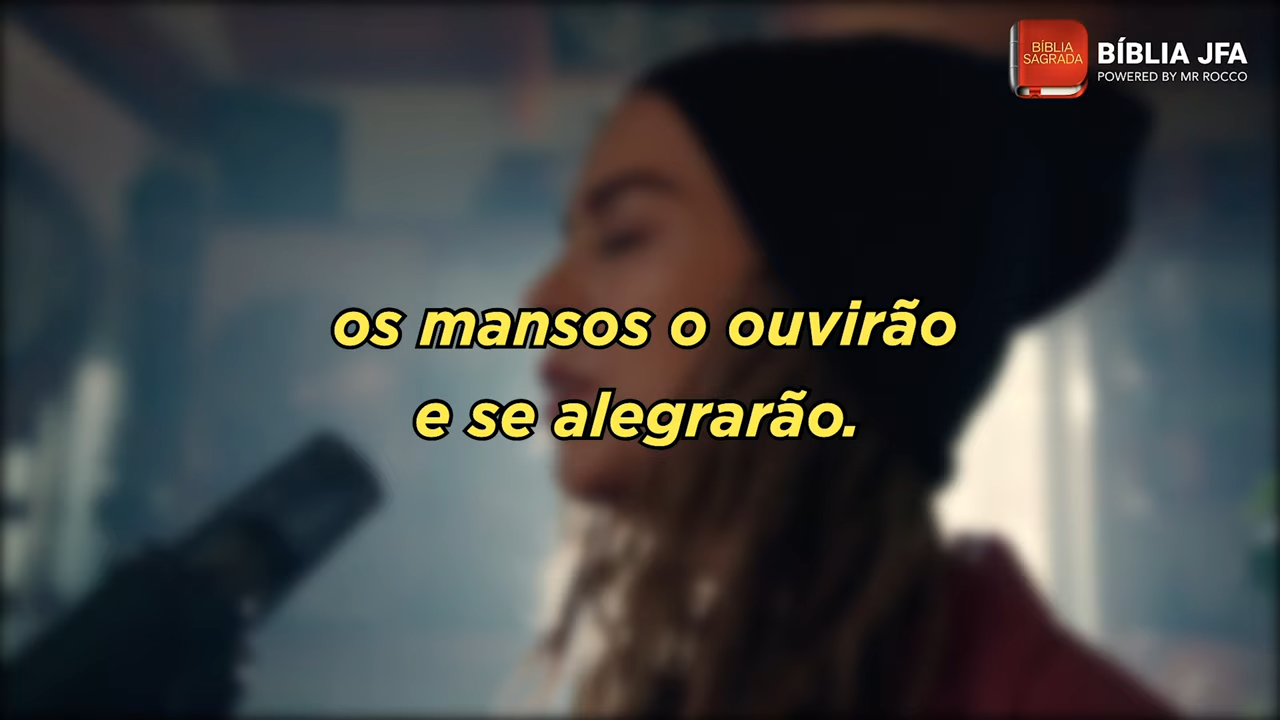 BÍBLIA
SAGRADA
BÍBLIA JFA
POWERED BY MR ROCCO
os mansos o ouvirão
e se alegrarão.